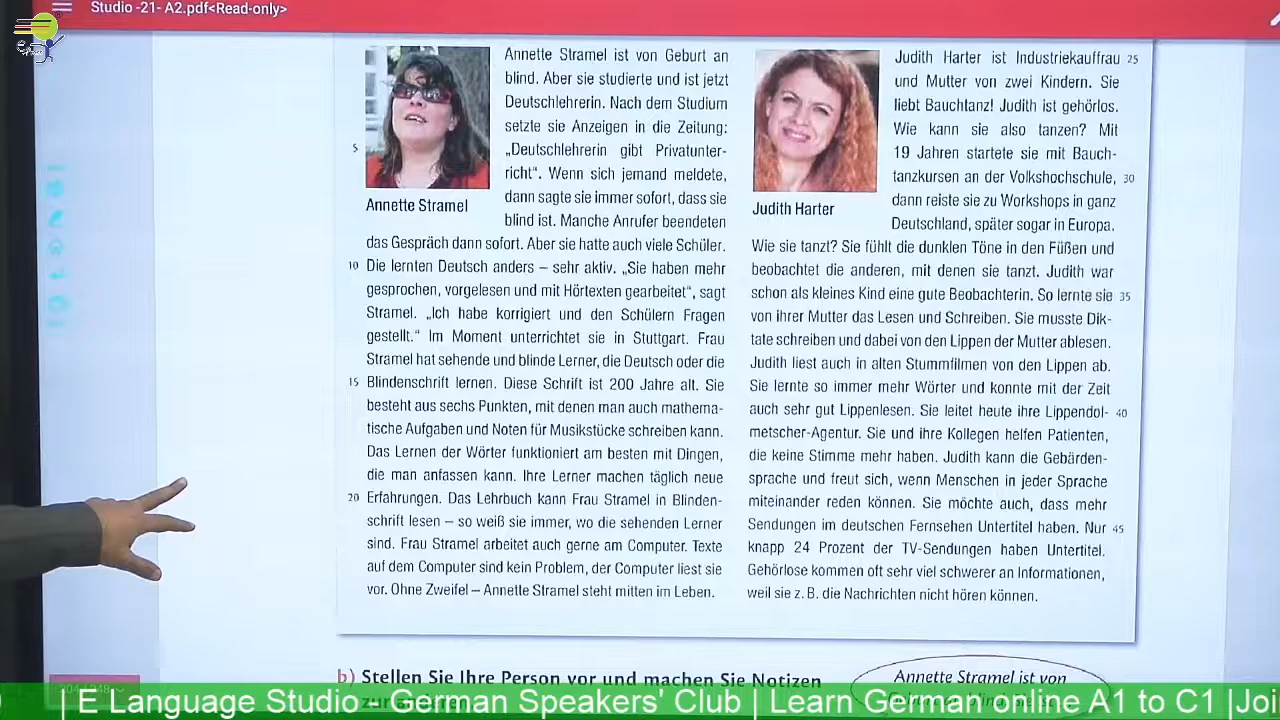 Studio -21- A2.pdf<Read-only>
Annette Stramel ist von Geburt an
blind. Aber sie studierte und ist jetzt
Deutschlehrerin. Nach dem Studium
setzte sie Anzeigen in die Zeitung:
5 „Deutschlehrerin gibt Privatunter-
richt“. Wenn sich jemand meldete,
dann sagte sie immer sofort, dass sie
blind ist. Manche Anrufer beendeten
Annette Stramel
das Gespräch dann sofort. Aber sie hatte auch viele Schüler.
10 Die lernten Deutsch anders – sehr aktiv. „Sie haben mehr
gesprochen, vorgelesen und mit Hörtexten gearbeitet“, sagt
Stramel. „Ich habe korrigiert und den Schülern Fragen
gestellt.“ Im Moment unterrichtet sie in Stuttgart. Frau
Stramel hat sehende und blinde Lerner, die Deutsch oder die
15 Blindenschrift lernen. Diese Schrift ist 200 Jahre alt. Sie
besteht aus sechs Punkten, mit denen man auch mathema-
tische Aufgaben und Noten für Musikstücke schreiben kann.
Das Lernen der Wörter funktioniert am besten mit Dingen,
die man anfassen kann. Ihre Lerner machen täglich neue
20 Erfahrungen. Das Lehrbuch kann Frau Stramel in Blinden-
schrift lesen – so weiß sie immer, wo die sehenden Lerner
sind. Frau Stramel arbeitet auch gerne am Computer. Texte
auf dem Computer sind kein Problem, der Computer liest sie
vor. Ohne Zweifel – Annette Stramel steht mitten im Leben.
Judith Harter ist Industriekauffrau 25
und Mutter von zwei Kindern. Sie
liebt Bauchtanz! Judith ist gehörlos.
Wie kann sie also tanzen? Mit
19 Jahren startete sie mit Bauch-
tanzkursen an der Volkshochschule, 30
dann reiste sie zu Workshops in ganz
Deutschland, später sogar in Europa.
Judith Harter
Wie sie tanzt? Sie fühlt die dunklen Töne in den Füßen und
beobachtet die anderen, mit denen sie tanzt. Judith war
schon als kleines Kind eine gute Beobachterin. So lernte sie 35
von ihrer Mutter das Lesen und Schreiben. Sie musste Dik-
tate schreiben und dabei von den Lippen der Mutter ablesen.
Judith liest auch in alten Stummfilmen von den Lippen ab.
Sie lernte so immer mehr Wörter und konnte mit der Zeit
auch sehr gut Lippenlesen. Sie leitet heute ihre Lippendol- 40
metscher-Agentur. Sie und ihre Kollegen helfen Patienten,
die keine Stimme mehr haben. Judith kann die Gebärden-
sprache und freut sich, wenn Menschen in jeder Sprache
miteinander reden können. Sie möchte auch, dass mehr
Sendungen im deutschen Fernsehen Untertitel haben. Nur 45
knapp 24 Prozent der TV-Sendungen haben Untertitel.
Gehörlose kommen oft sehr viel schwerer an Informationen,
weil sie z. B. die Nachrichten nicht hören können.
b) Stellen Sie Ihre Person vor und machen Sie Notizen
Annette Stramel ist von
| E Language Studio - German Speakers' Club | Learn German online A1 to C1 |Joi